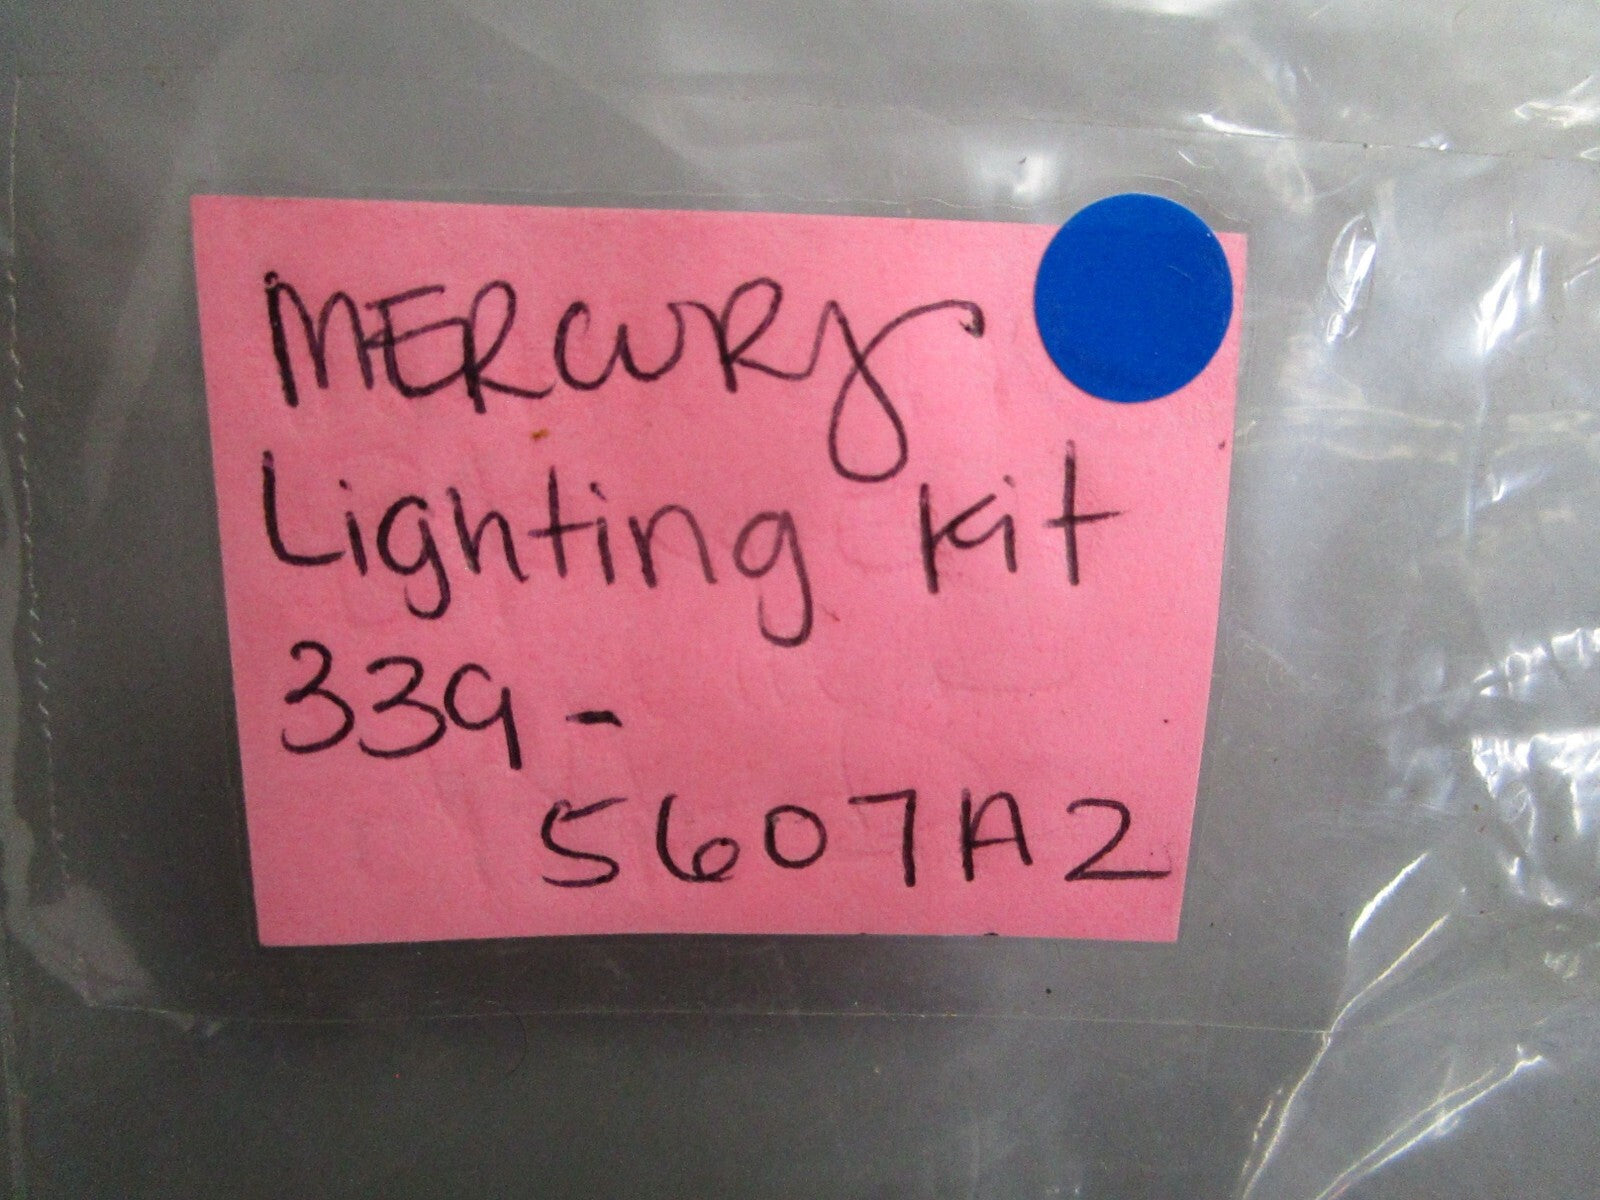 MERCURY
Lighting Kit
339-
5607A2